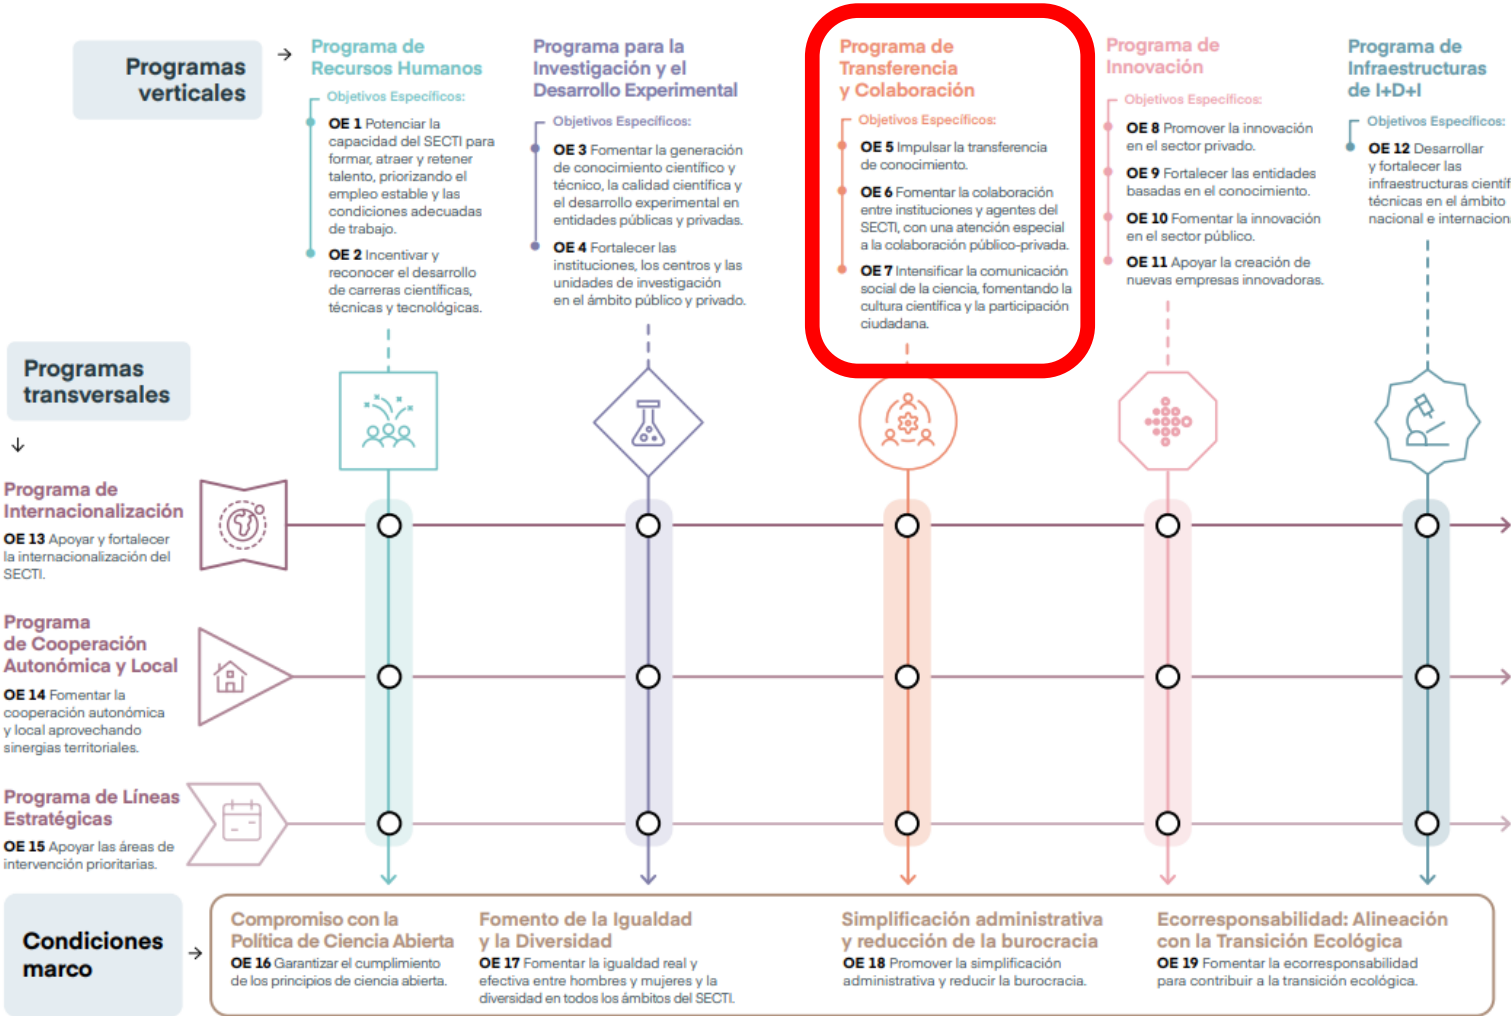 Programas
verticales
→
Programa de
Recursos Humanos
Objetivos Específicos:
OE 1 Potenciar la
capacidad del SECTI para
formar, atraer y retener
talento, priorizando el
empleo estable y las
condiciones adecuadas
de trabajo.
OE 2 Incentivar y
reconocer el desarrollo
de carreras científicas,
técnicas y tecnológicas.
Programa para la
Investigación y el
Desarrollo Experimental
Objetivos Específicos:
OE 3 Fomentar la generación
de conocimiento científico y
técnico, la calidad científica y
el desarrollo experimental en
entidades públicas y privadas.
OE 4 Fortalecer las
instituciones, los centros y las
unidades de investigación
en el ámbito público y privado.
Programa de
Transferencia
y Colaboración
Objetivos Específicos:
OE 5 Impulsar la transferencia
de conocimiento.
OE 6 Fomentar la colaboración
entre instituciones y agentes del
SECTI, con una atención especial
a la colaboración público-privada.
OE 7 Intensificar la comunicación
social de la ciencia, fomentando la
cultura científica y la participación
ciudadana.
Programa de
Innovación
Objetivos Específicos:
OE 8 Promover la innovación
en el sector privado.
OE 9 Fortalecer las entidades
basadas en el conocimiento.
OE 10 Fomentar la innovación
en el sector público.
OE 11 Apoyar la creación de
nuevas empresas innovadoras.
Programa de
Infraestructuras
de I+D+I
Objetivos Específicos:
OE 12 Desarrollar
y fortalecer las
infraestructuras científ
técnicas en el ámbito
nacional e internacion
Programas
transversales
↓
Programa de
Internacionalización
OE 13 Apoyar y fortalecer
la internacionalización del
SECTI.
Programa
de Cooperación
Autonómica y Local
OE 14 Fomentar la
cooperación autonómica
y local aprovechando
sinergias territoriales.
Programa de Líneas
Estratégicas
OE 15 Apoyar las áreas de
intervención prioritarias.
Condiciones
marco
→
Compromiso con la
Política de Ciencia Abierta
OE 16 Garantizar el cumplimiento
de los principios de ciencia abierta.
Fomento de la Igualdad
y la Diversidad
OE 17 Fomentar la igualdad real y
efectiva entre hombres y mujeres y la
diversidad en todos los ámbitos del SECTI.
Simplificación administrativa
y reducción de la burocracia
OE 18 Promover la simplificación
administrativa y reducir la burocracia.
Ecorresponsabilidad: Alineación
con la Transición Ecológica
OE 19 Fomentar la ecorresponsabilidad
para contribuir a la transición ecológica.